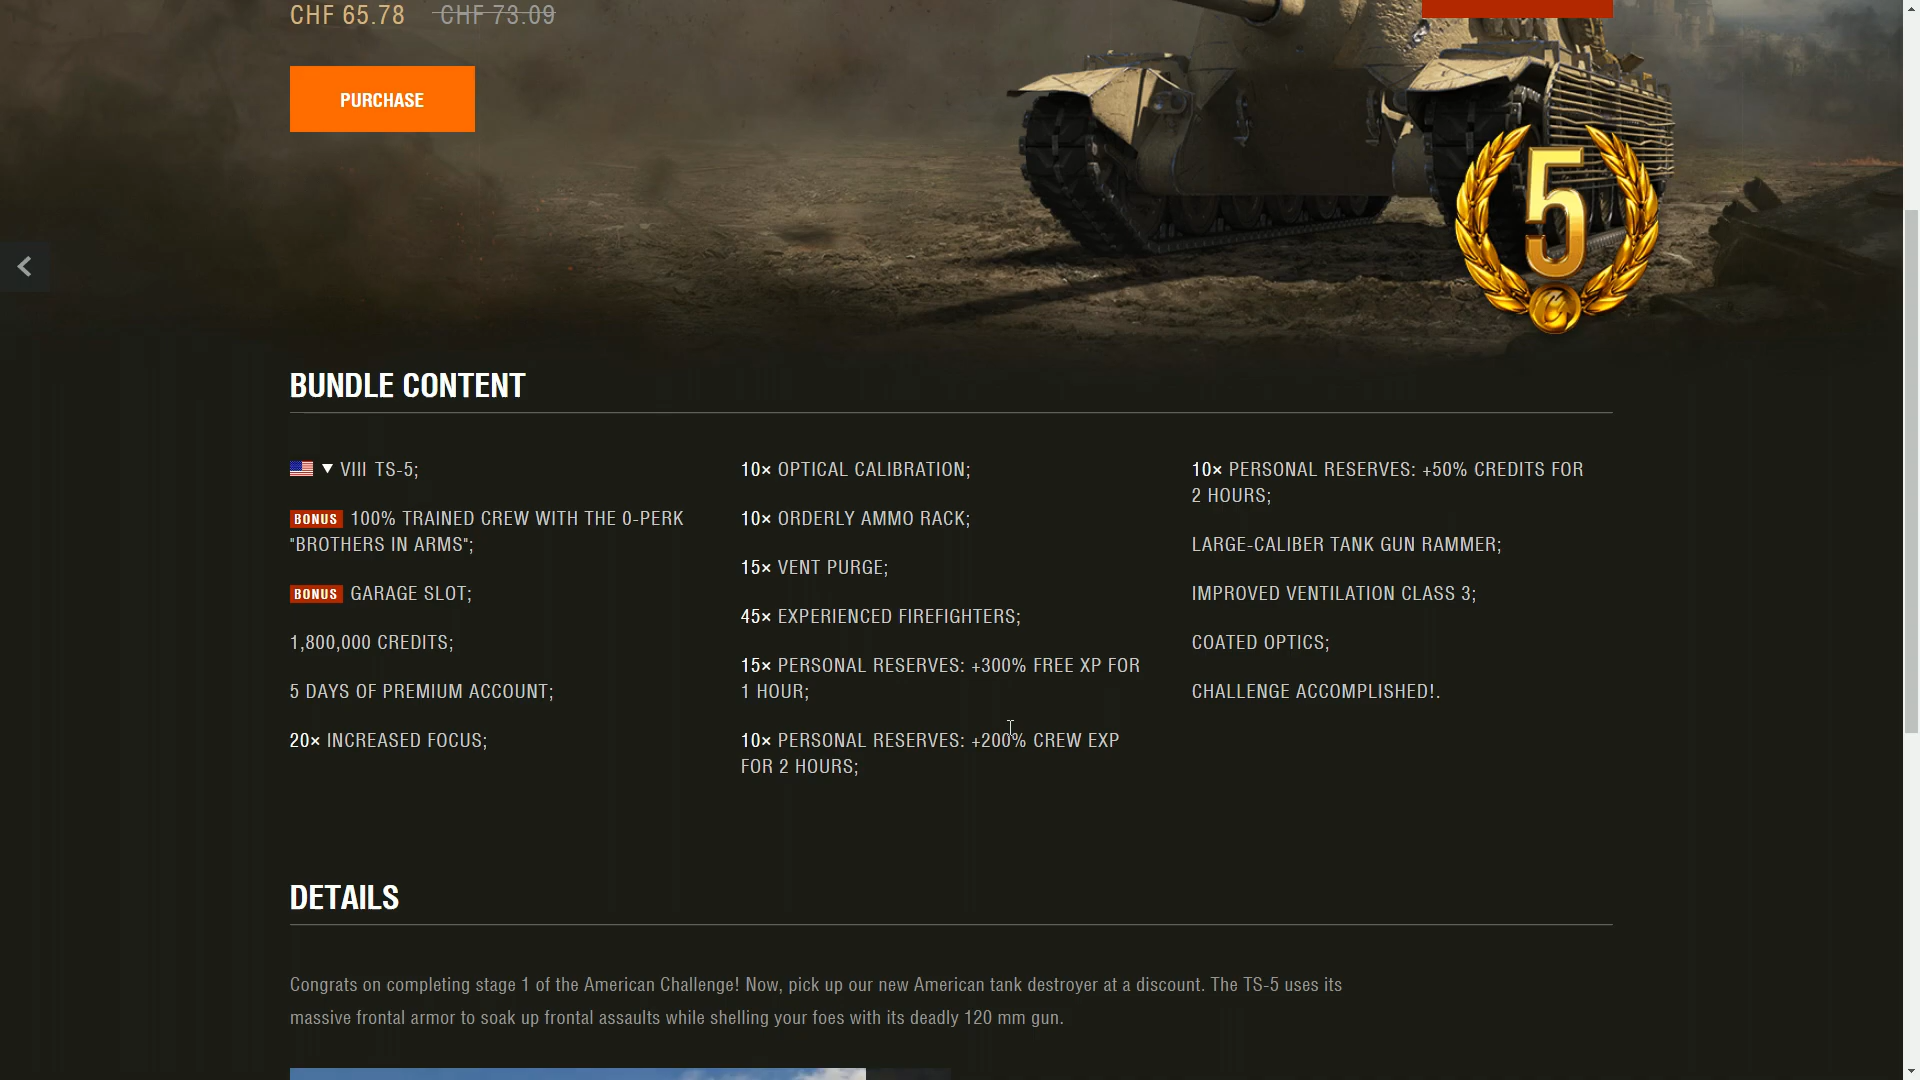 CHF 65.78 CHF 73.09
PURCHASE
5
BUNDLE CONTENT
VIII TS-5;
BONUS 100% TRAINED CREW WITH THE 0-PERK
"BROTHERS IN ARMS";
BONUS GARAGE SLOT;
1,800,000 CREDITS;
5 DAYS OF PREMIUM ACCOUNT;
20× INCREASED FOCUS;
10× OPTICAL CALIBRATION;
10× ORDERLY AMMO RACK;
15× VENT PURGE;
45× EXPERIENCED FIREFIGHTERS;
15× PERSONAL RESERVES: +300% FREE XP FOR
1 HOUR;
10× PERSONAL RESERVES: +200% CREW EXP
FOR 2 HOURS;
10× PERSONAL RESERVES: +50% CREDITS FOR
2 HOURS;
LARGE-CALIBER TANK GUN RAMMER;
IMPROVED VENTILATION CLASS 3;
COATED OPTICS;
CHALLENGE ACCOMPLISHED!.
DETAILS
Congrats on completing stage 1 of the American Challenge! Now, pick up our new American tank destroyer at a discount. The TS-5 uses its
massive frontal armor to soak up frontal assaults while shelling your foes with its deadly 120 mm gun.